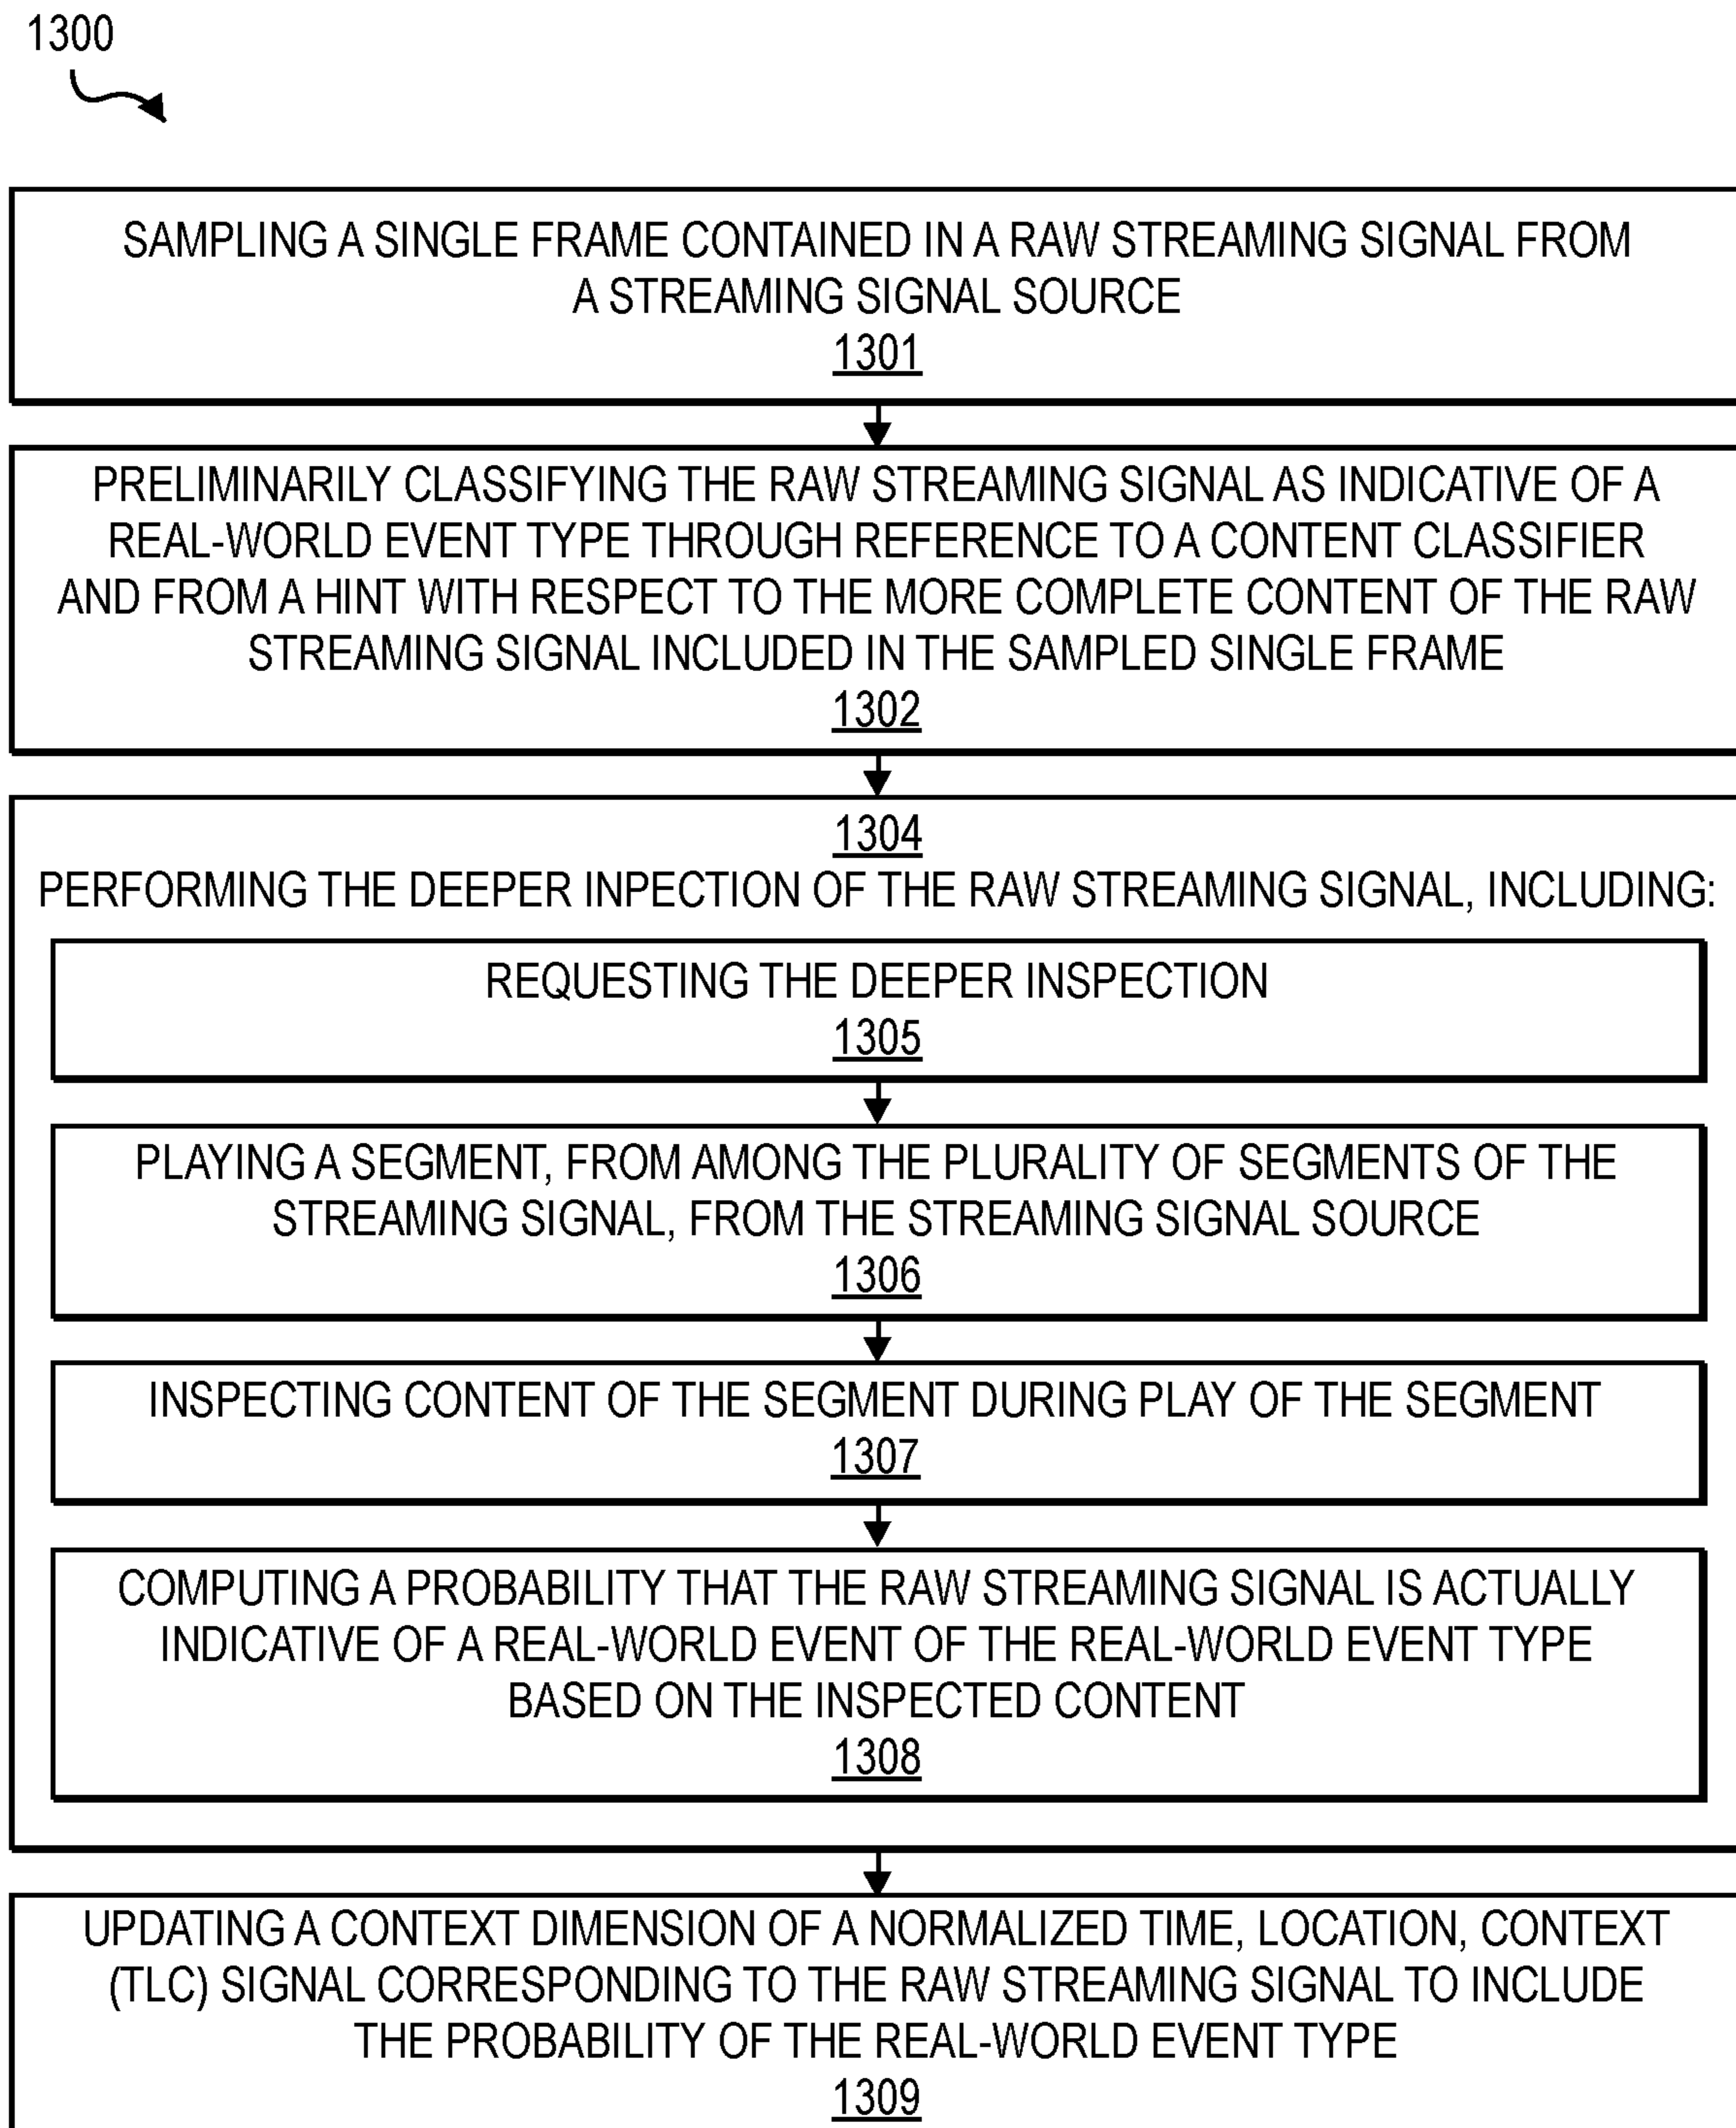 1300
SAMPLING A SINGLE FRAME CONTAINED IN A RAW STREAMING SIGNAL FROM
A STREAMING SIGNAL SOURCE
1301
PRELIMINARILY CLASSIFYING THE RAW STREAMING SIGNAL AS INDICATIVE OF A
REAL-WORLD EVENT TYPE THROUGH REFERENCE TO A CONTENT CLASSIFIER
AND FROM A HINT WITH RESPECT TO THE MORE COMPLETE CONTENT OF THE RAW
STREAMING SIGNAL INCLUDED IN THE SAMPLED SINGLE FRAME
1302
1304
PERFORMING THE DEEPER INPECTION OF THE RAW STREAMING SIGNAL, INCLUDING:
REQUESTING THE DEEPER INSPECTION
1305
PLAYING A SEGMENT, FROM AMONG THE PLURALITY OF SEGMENTS OF THE
STREAMING SIGNAL, FROM THE STREAMING SIGNAL SOURCE
1306
INSPECTING CONTENT OF THE SEGMENT DURING PLAY OF THE SEGMENT
1307
COMPUTING A PROBABILITY THAT THE RAW STREAMING SIGNAL IS ACTUALLY
INDICATIVE OF A REAL-WORLD EVENT OF THE REAL-WORLD EVENT TYPE
BASED ON THE INSPECTED CONTENT
1308
UPDATING A CONTEXT DIMENSION OF A NORMALIZED TIME, LOCATION, CONTEXT
(TLC) SIGNAL CORRESPONDING TO THE RAW STREAMING SIGNAL TO INCLUDE
THE PROBABILITY OF THE REAL-WORLD EVENT TYPE
1309